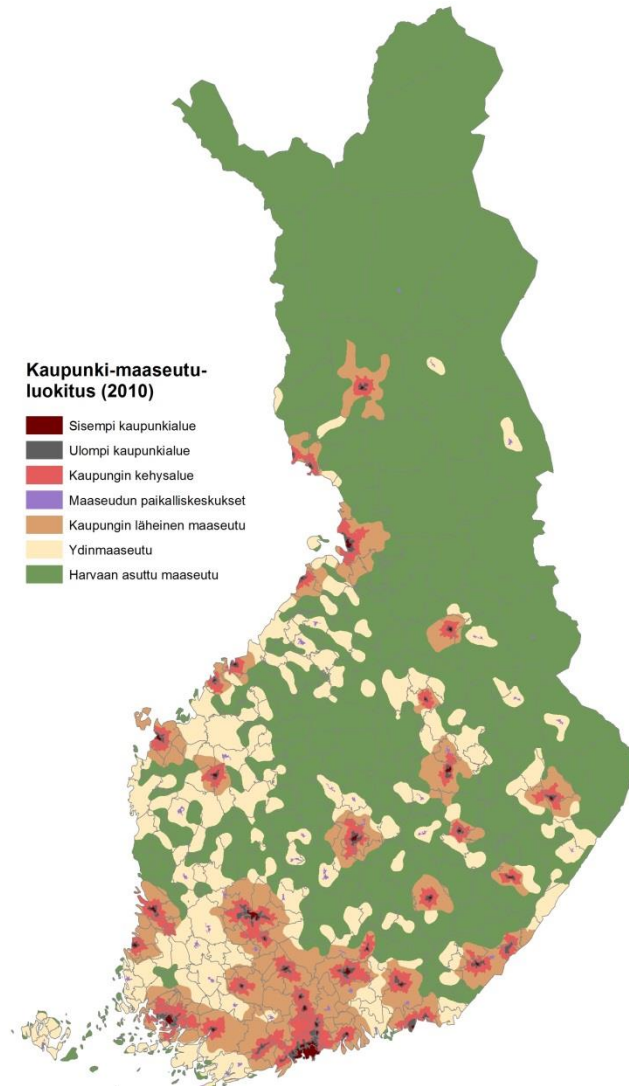 Kaupunki-maaseutu-
luokitus (2010)
Sisempi kaupunkialue
Ulompi kaupunkialue
Kaupungin kehysalue
Maaseudun paikalliskeskukset
Kaupungin läheinen maaseutu
Ydinmaaseutu
Harvaan asuttu maaseutu